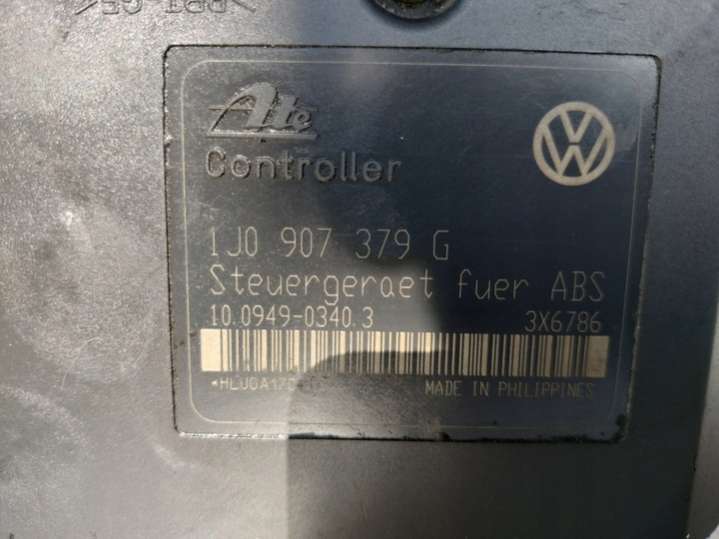 Ate
Controller
1J0 907 379 G
Steuergeraet fuer ABS
10.0949-0340.3 3X6786
MADE IN PHILIPPINES